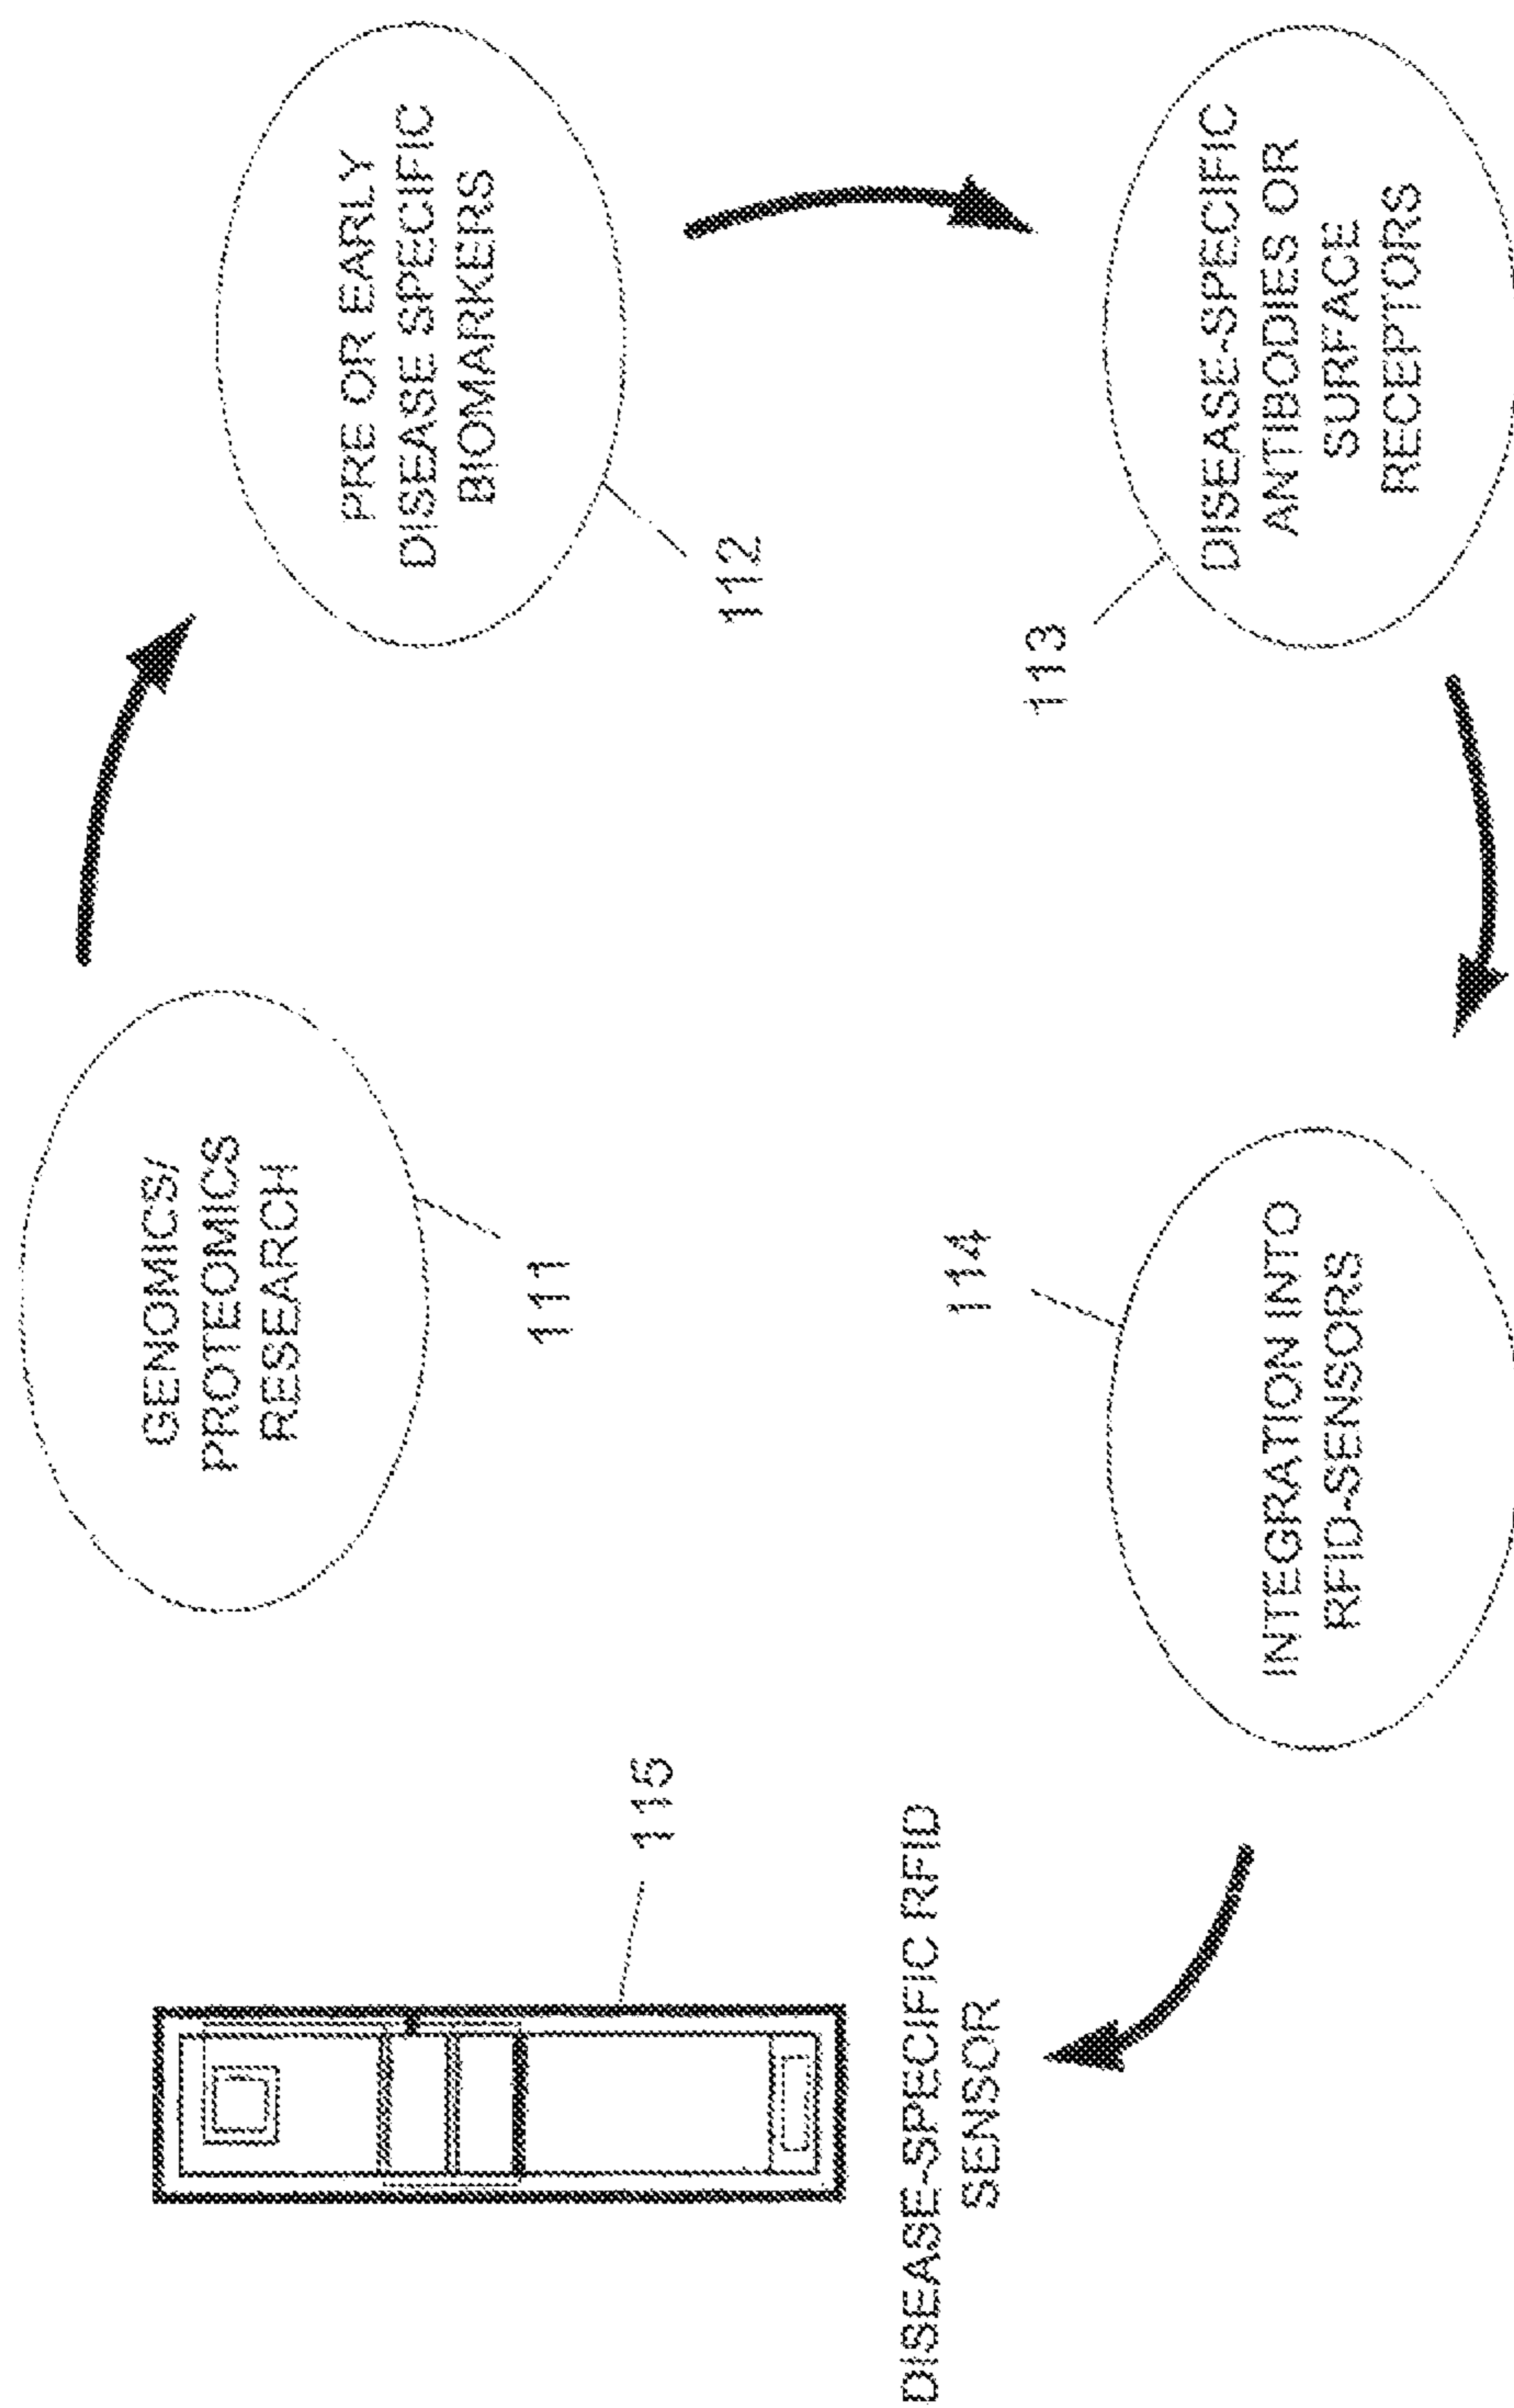 GENOMICS/
PROTEOMICS
RESEARCH
111
PRE OR EARLY
DISEASE SPECIFIC
BIOMARKERS
112
DISEASE-SPECIFIC
ANTIBODIES OR
SURFACE
RECEPTORS
113
INTEGRATION INTO
RFID-SENSORS
114
115
DISEASE-SPECIFIC RFID
SENSOR